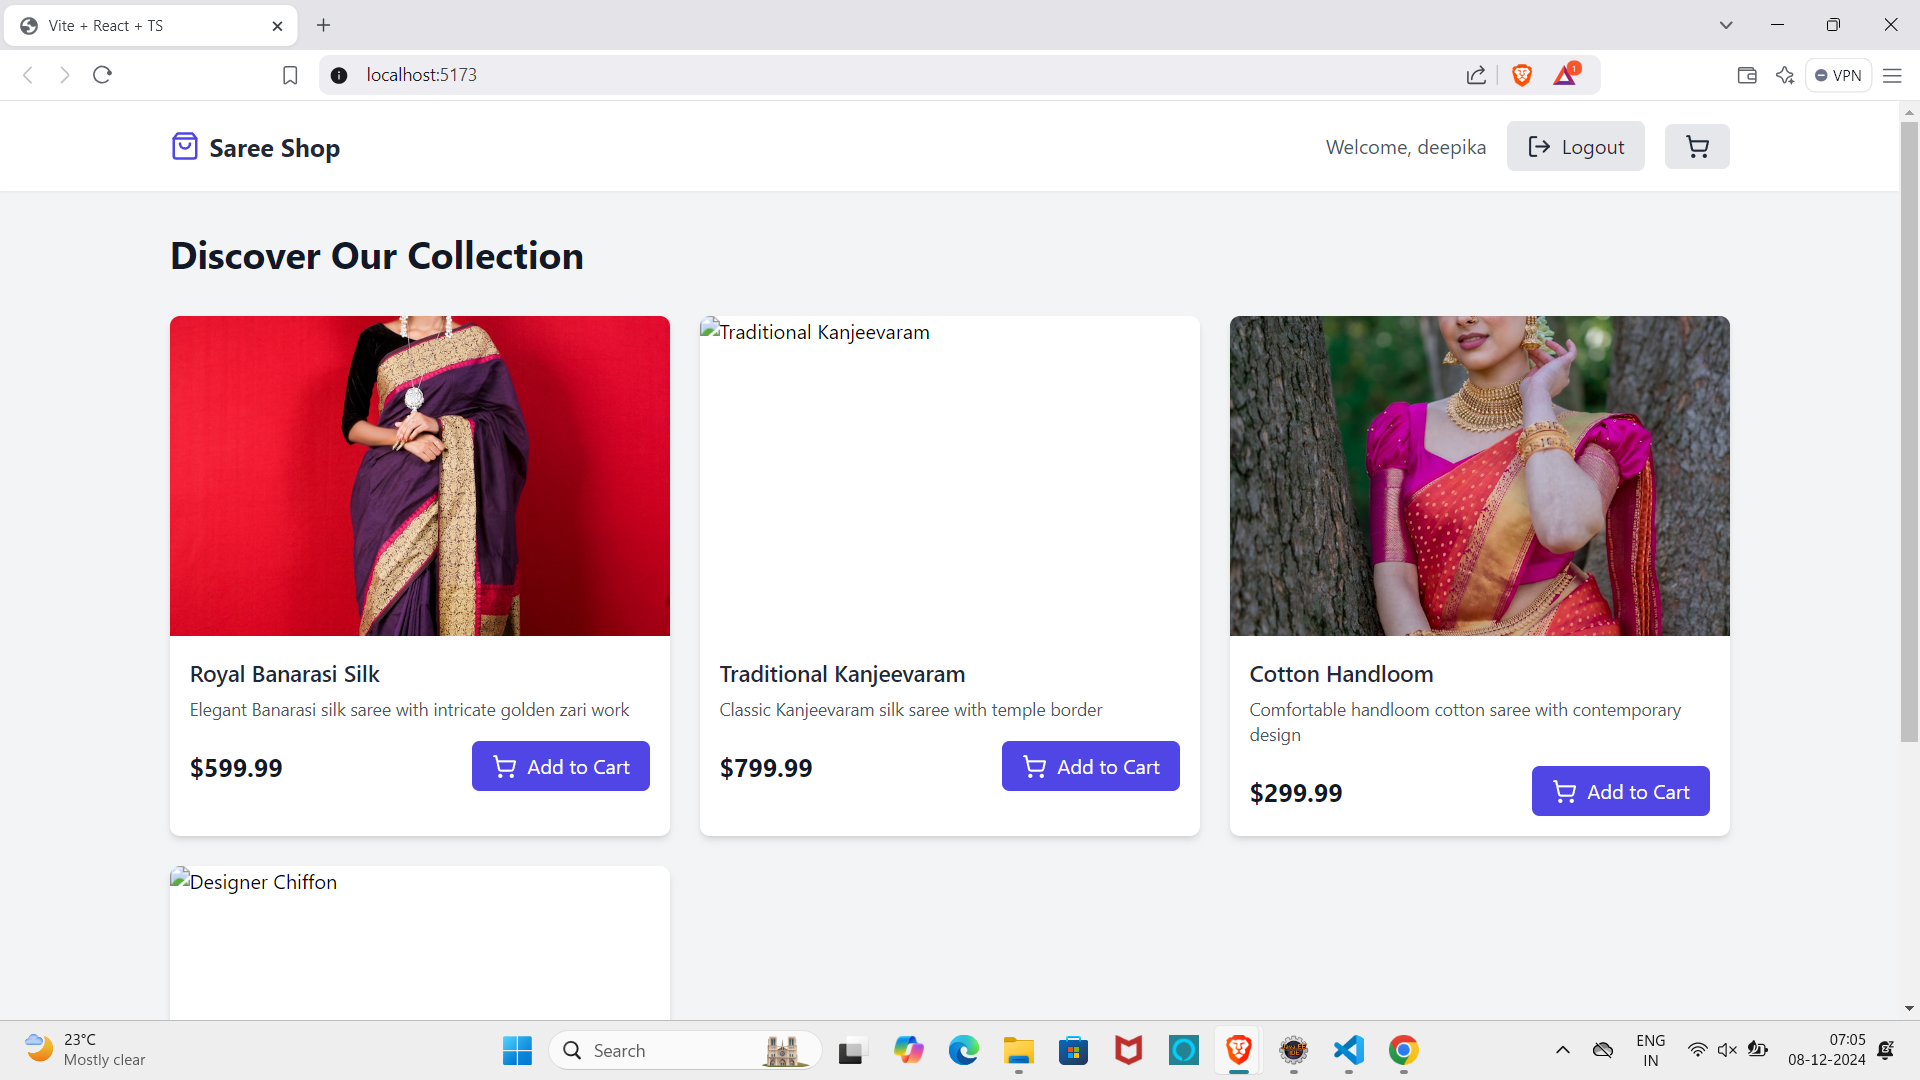 Vite + React + TS
localhost:5173
1
VPN
Saree Shop
Welcome, deepika
Logout
Discover Our Collection
Traditional Kanjeevaram
Royal Banarasi Silk
Elegant Banarasi silk saree with intricate golden zari work
$599.99
Add to Cart
Traditional Kanjeevaram
Classic Kanjeevaram silk saree with temple border
$799.99
Add to Cart
Cotton Handloom
Comfortable handloom cotton saree with contemporary
design
$299.99
Add to Cart
Designer Chiffon
23°C
Mostly clear
Search
ENG
IN
07:05
08-12-2024